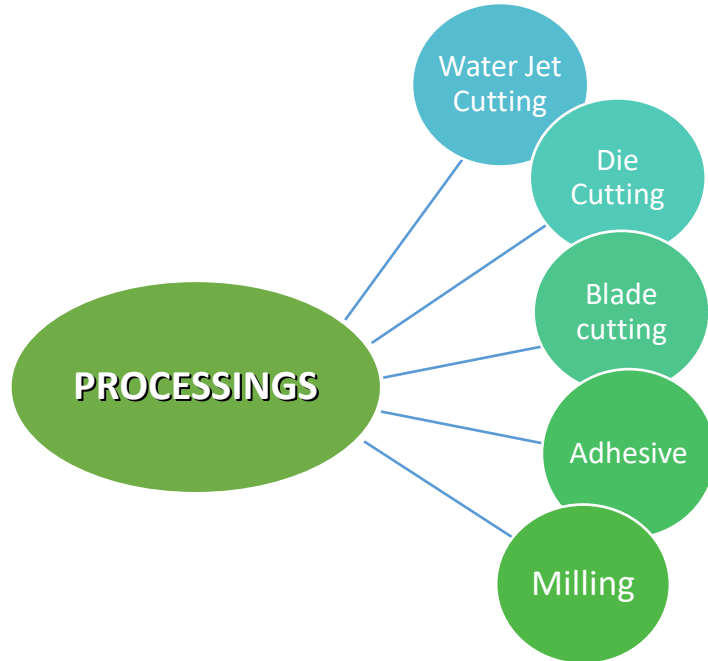 Water Jet
Cutting
Die
Cutting
Blade
cutting
PROCESSINGS
Adhesive
Milling